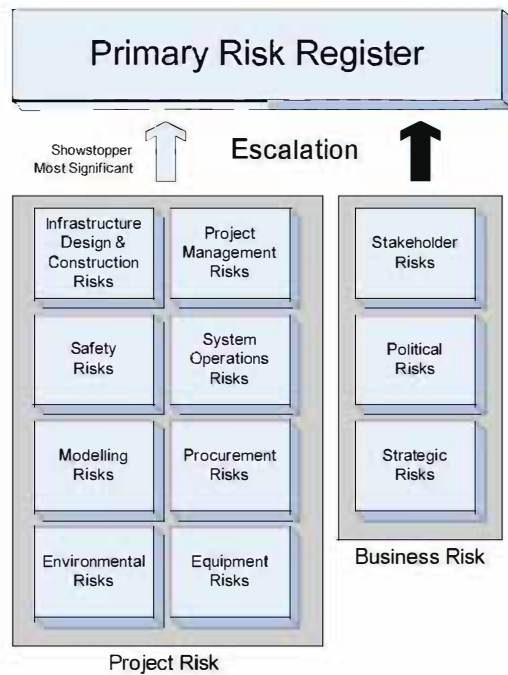 Primary Risk Register
Showstopper
Most Significant
Escalation
Infrastructure
Design &
Construction
Risks
Project
Management
Risks
Stakeholder
Risks
Safety
Risks
System
Operations
Risks
Political
Risks
Modelling
Risks
Procurement
Risks
Strategic
Risks
Environmental
Risks
Equipment
Risks
Business Risk
Project Risk